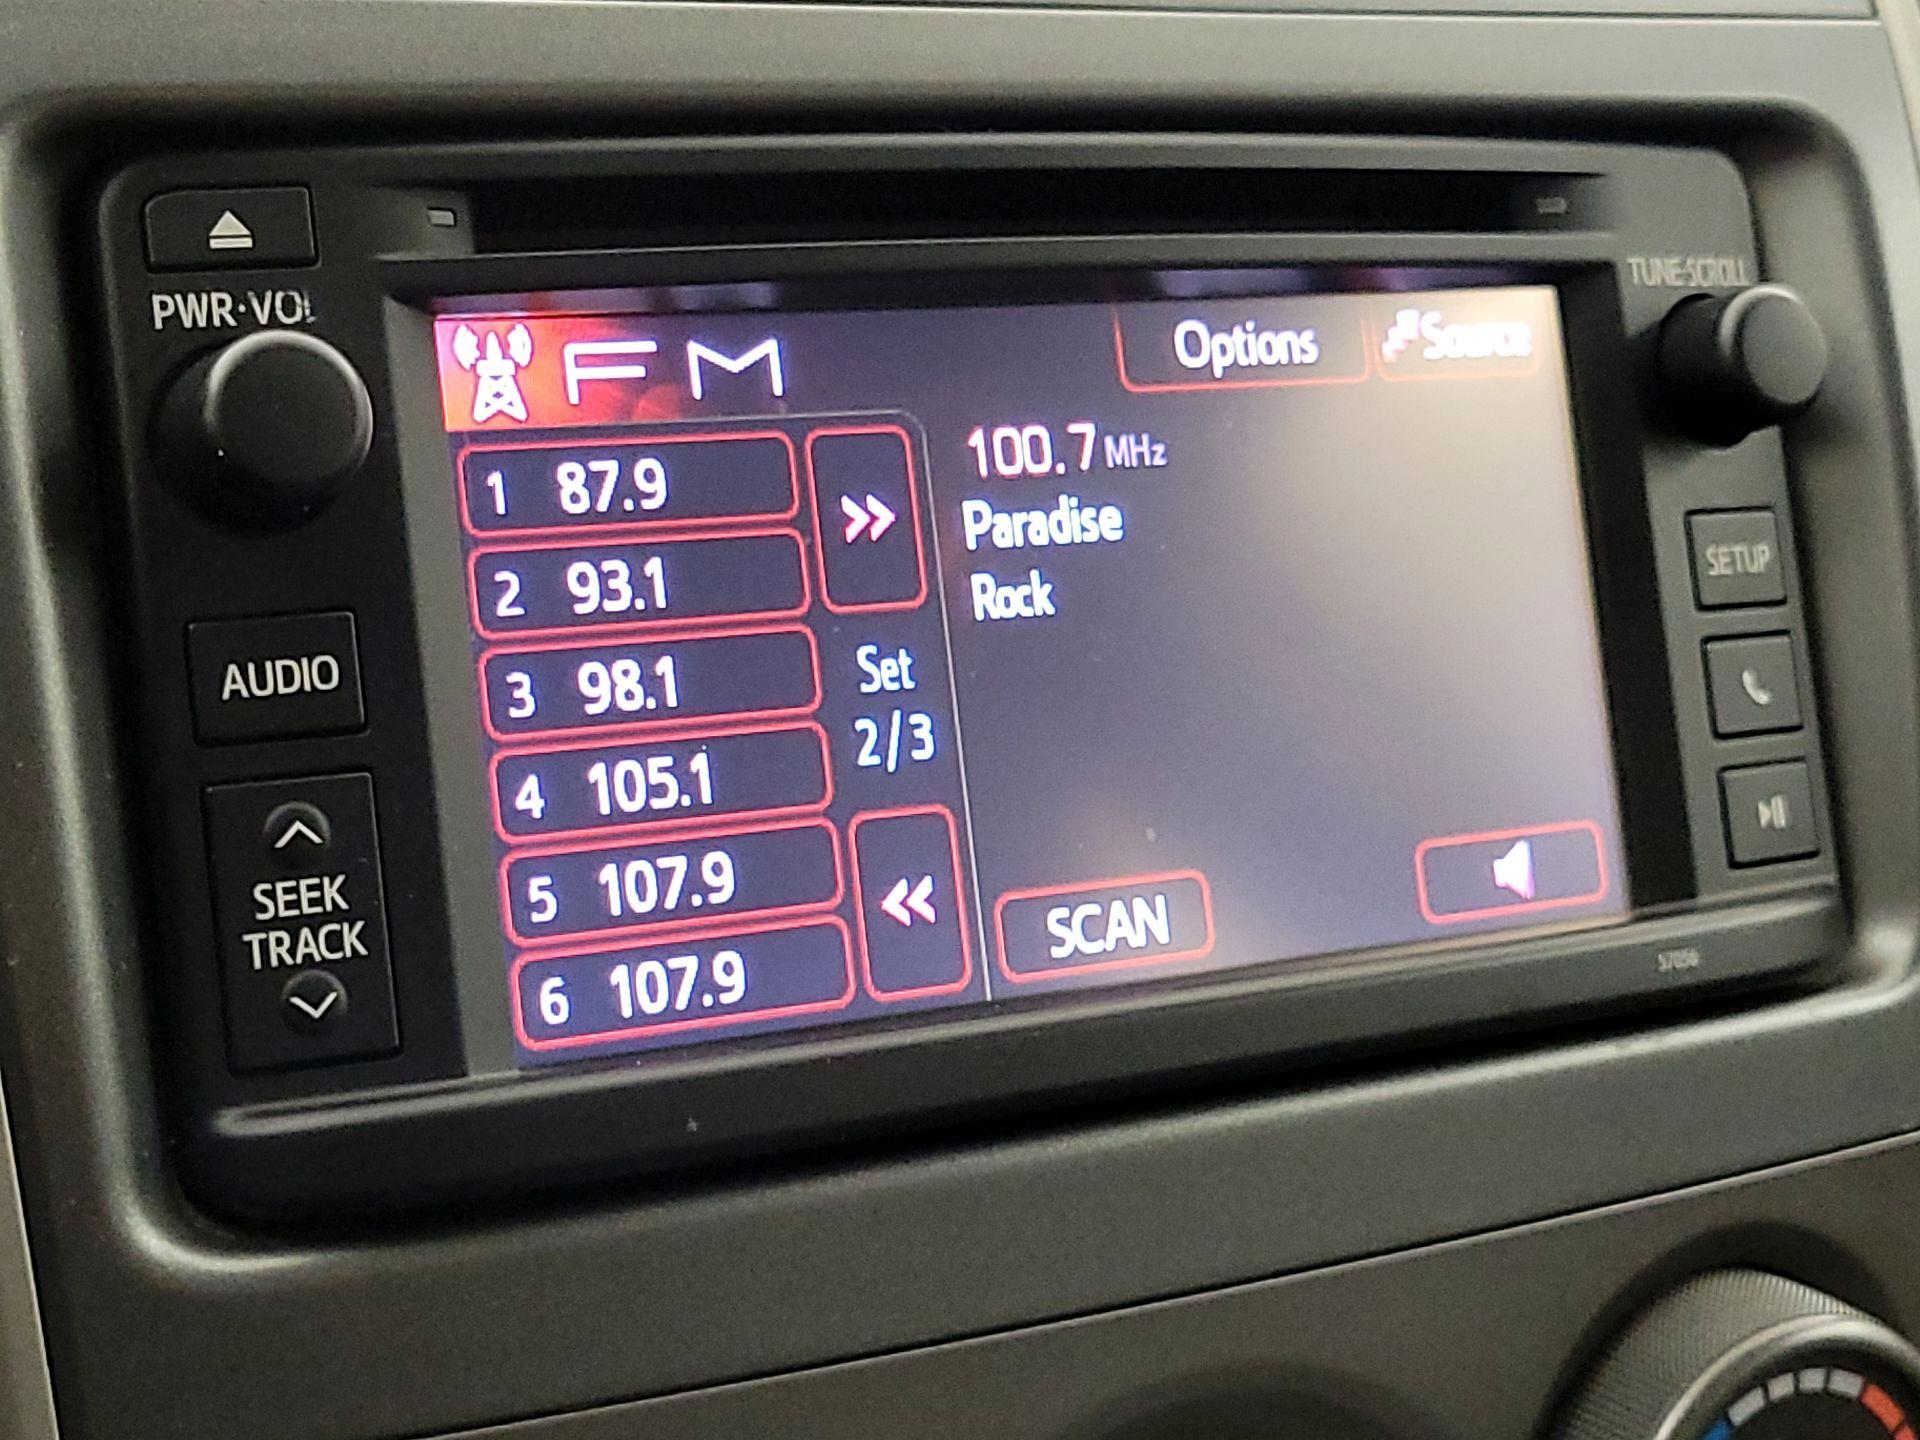 PWR·VOL
TUNE·SCROLL
FM
Options
Source
1 87.9
2 93.1
3 98.1
4 105.1
5 107.9
6 107.9
Set
2/3
100.7 MHz
Paradise
Rock
SCAN
AUDIO
SEEK
TRACK
SETUP
57056